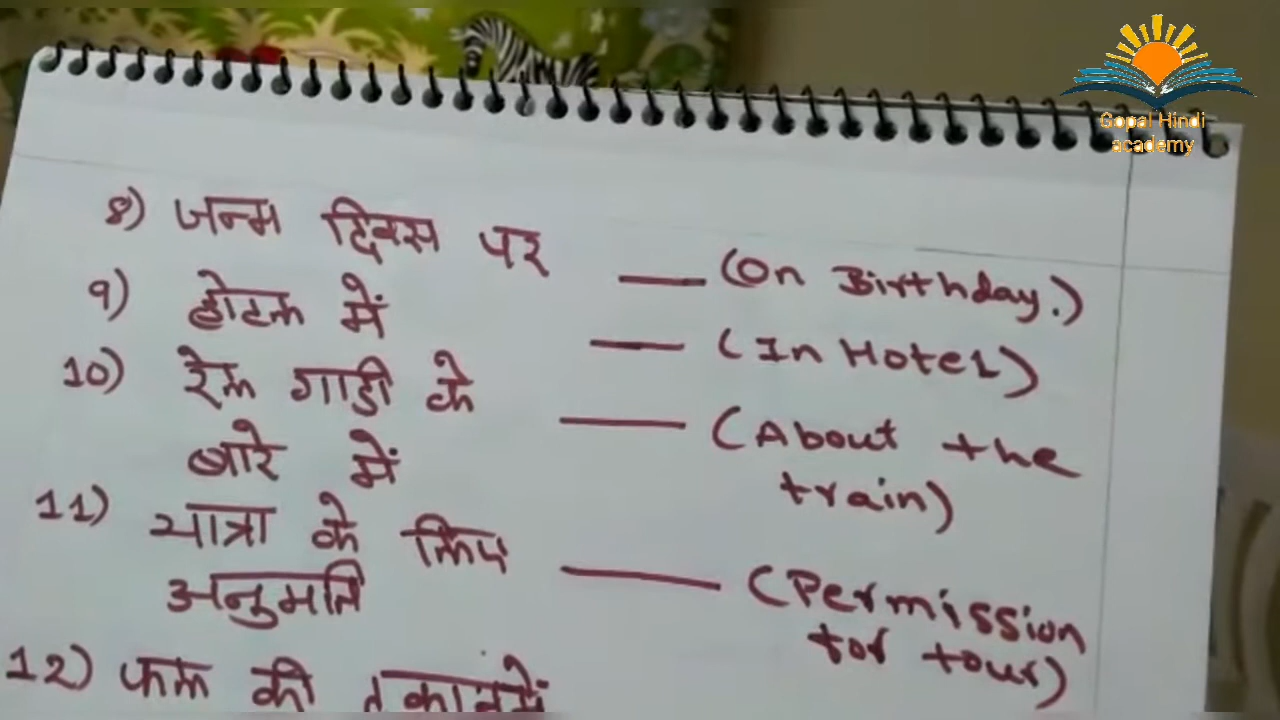 Gopal Hindi
academy
8) जन्म दिवस पर — (On Birthday.)
9) होटल में — (In Hotel)
10) रेल गाडी के — (About the
बारे में train)
11) यात्रा के लिए — (Permission
अनुमति for tour)
12) फल की दुकान में